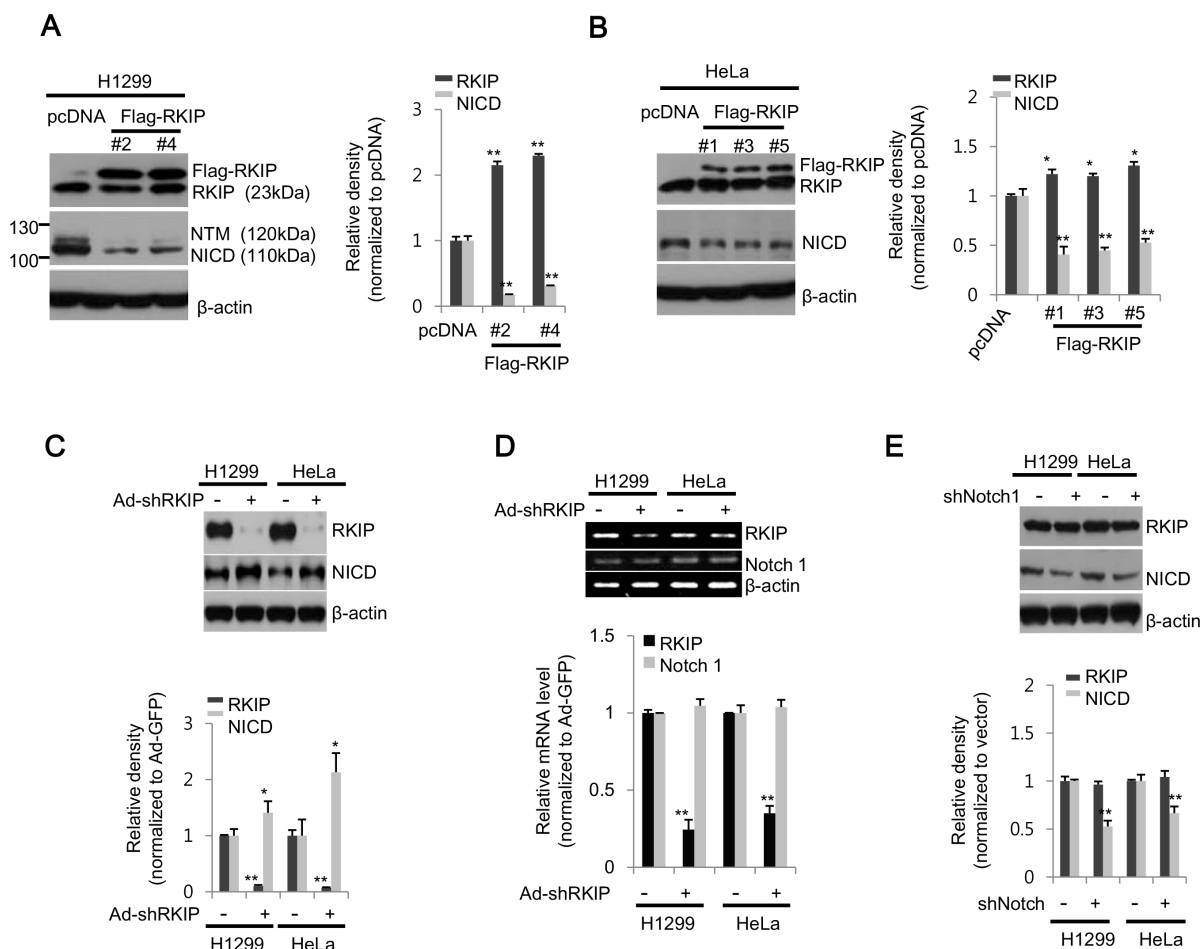 A
H1299
pcDNA Flag-RKIP
#2 #4
Flag-RKIP
RKIP (23kDa)
130
NTM (120kDa)
NICD (110kDa)
100
β-actin
RKIP
NICD
Relative density
(normalized to pcDNA)
3
2
1
0
** ** ** **
pcDNA #2 #4
Flag-RKIP
B
HeLa
pcDNA Flag-RKIP
#1 #3 #5
Flag-RKIP
RKIP
NICD
β-actin
RKIP
NICD
Relative density
(normalized to pcDNA)
2
1.5
1
0.5
0
* ** * ** * **
pcDNA #1 #3 #5
Flag-RKIP
C
H1299 HeLa
Ad-shRKIP - + - +
RKIP
NICD
β-actin
RKIP
NICD
Relative density
(normalized to Ad-GFP)
3
2
1
0
** * ** *
Ad-shRKIP - + - +
H1299 HeLa
D
H1299 HeLa
Ad-shRKIP - + - +
RKIP
Notch 1
β-actin
RKIP
Notch 1
Relative mRNA level
(normalized to Ad-GFP)
1.5
1
0.5
0
** **
Ad-shRKIP - + - +
H1299 HeLa
E
H1299 HeLa
shNotch1 - + - +
RKIP
NICD
β-actin
RKIP
NICD
Relative density
(normalized to vector)
2
1.5
1
0.5
0
** **
shNotch - + - +
H1299 HeLa